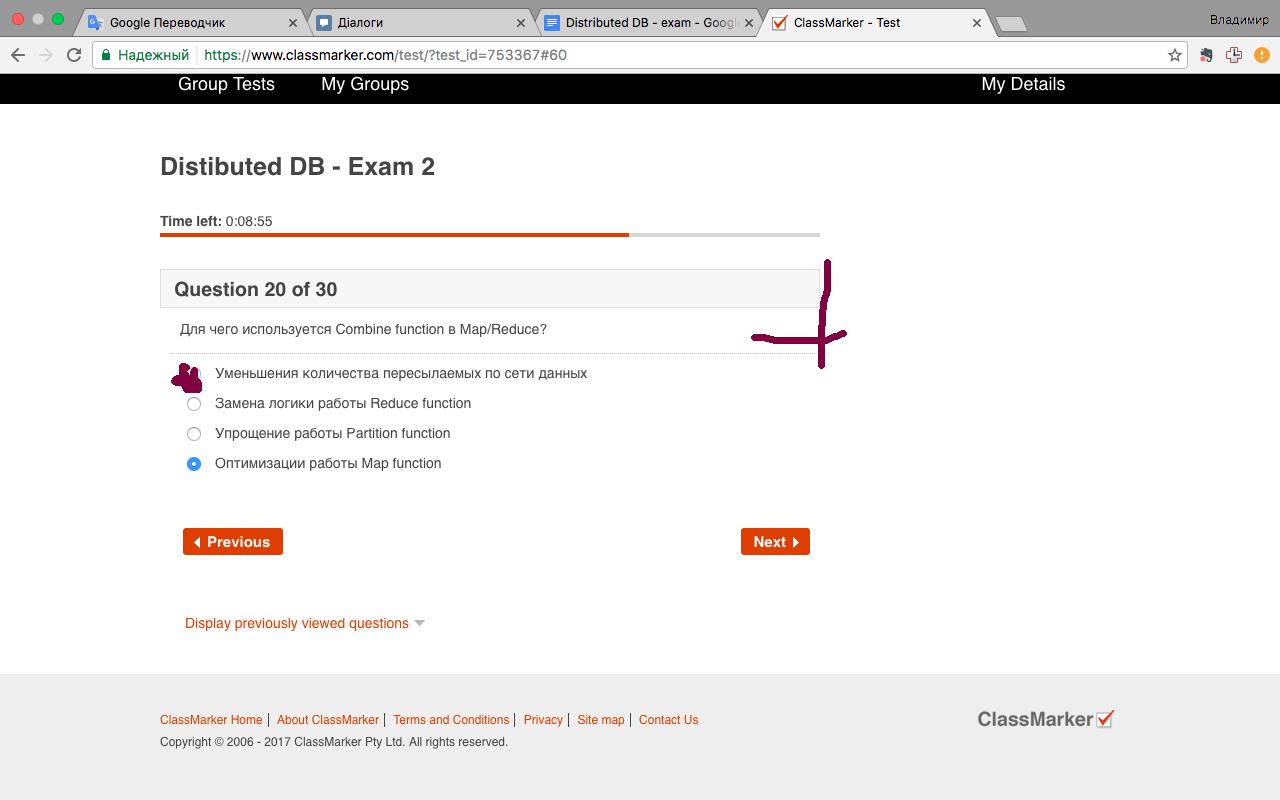 Google Переводчик
Діалоги
Distributed DB - exam - Googl
ClassMarker - Test
Владимир
Надежный
https://www.classmarker.com/test/?test_id=753367#60
Group Tests My Groups My Details
Distibuted DB - Exam 2
Time left: 0:08:55
Question 20 of 30
Для чего используется Combine function в Map/Reduce?
Уменьшения количества пересылаемых по сети данных
Замена логики работы Reduce function
Упрощение работы Partition function
Оптимизации работы Map function
Previous Next
Display previously viewed questions
ClassMarker Home | About ClassMarker | Terms and Conditions | Privacy | Site map | Contact Us
ClassMarker
Copyright © 2006 - 2017 ClassMarker Pty Ltd. All rights reserved.